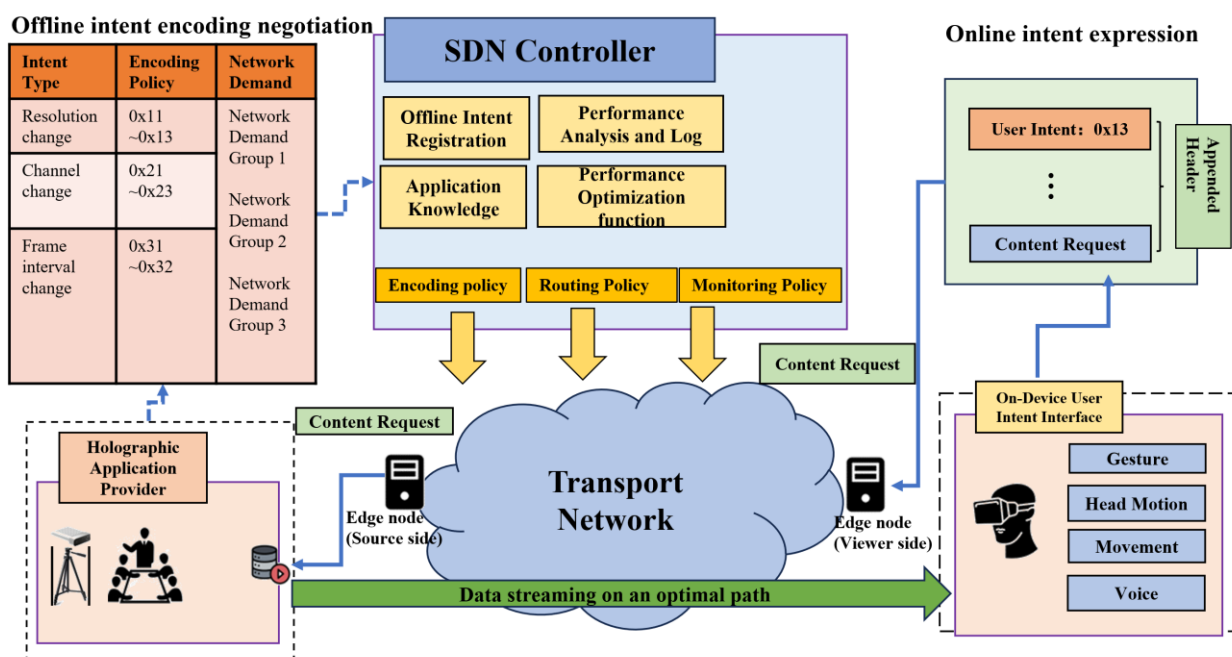 Offline intent encoding negotiation
Intent
Type
Encoding
Policy
Network
Demand
Resolution
change
0x11
~0x13
Network
Demand
Group 1
Channel
change
0x21
~0x23
Network
Demand
Group 2
Frame
interval
change
0x31
~0x32
Network
Demand
Group 3
SDN Controller
Offline Intent
Registration
Performance
Analysis and Log
Application
Knowledge
Performance
Optimization
function
Encoding policy
Routing Policy
Monitoring Policy
Online intent expression
User Intent：0x13
⋮
Content Request
Appended
Header
Content Request
Content Request
On-Device User
Intent Interface
Gesture
Head Motion
Movement
Voice
Holographic
Application
Provider
Edge node
(Source side)
Transport
Network
Edge node
(Viewer side)
Data streaming on an optimal path